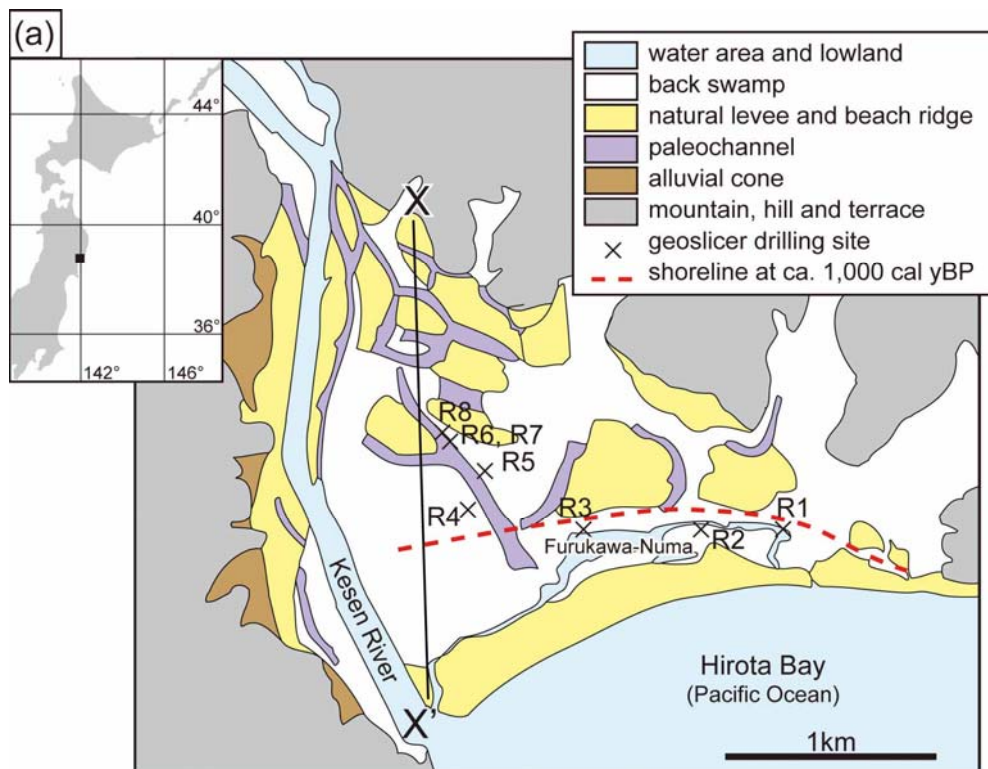 (a)
44°
40°
36°
142°
146°
water area and lowland
back swamp
natural levee and beach ridge
paleochannel
alluvial cone
mountain, hill and terrace
geoslicer drilling site
shoreline at ca. 1,000 cal yBP
X
R8
R6, R7
R5
R4
R3
R2
R1
Furukawa-Numa
Kesen River
X'
Hirota Bay
(Pacific Ocean)
1km